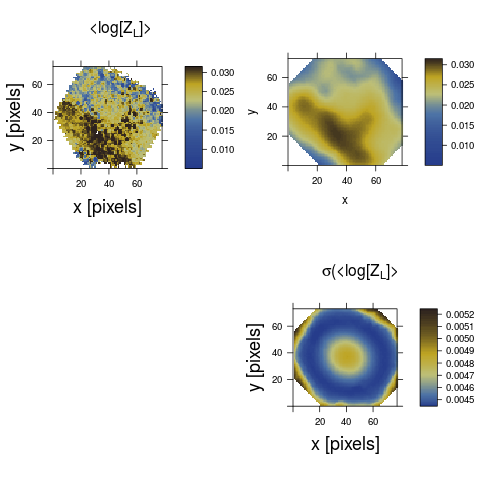 <log[Z_L]>
60
40
20
20 40 60
y [pixels]
x [pixels]
0.030
0.025
0.020
0.015
0.010
60
40
20
20 40 60
y
x
0.030
0.025
0.020
0.015
0.010
σ(<log[Z_L]>
60
40
20
20 40 60
y [pixels]
x [pixels]
0.0052
0.0051
0.0050
0.0049
0.0048
0.0047
0.0046
0.0045